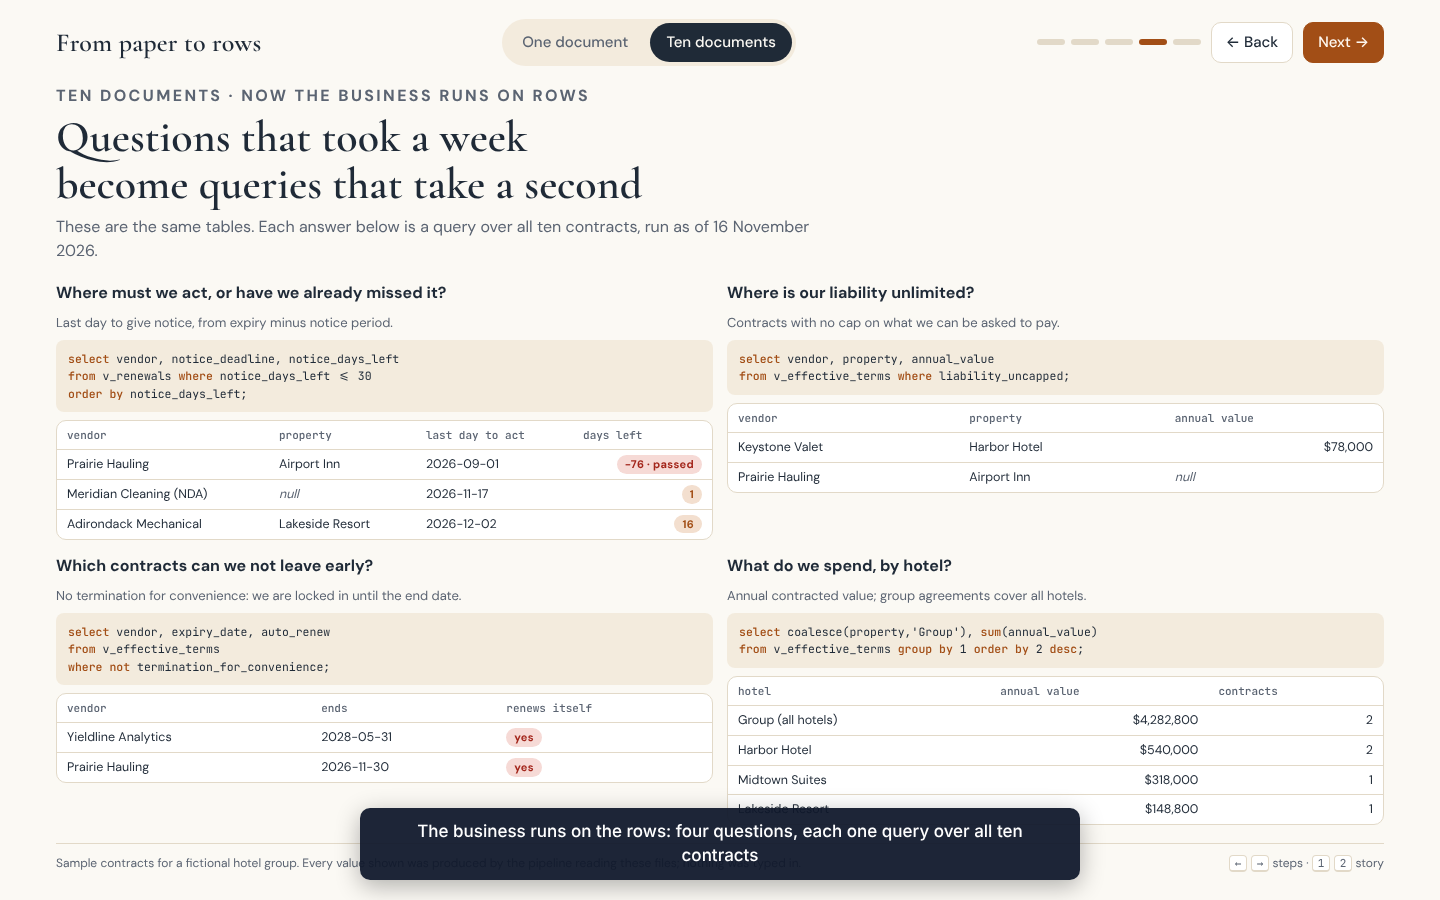 From paper to rows
One document
Ten documents
← Back
Next →
TEN DOCUMENTS · NOW THE BUSINESS RUNS ON ROWS
Questions that took a week
become queries that take a second
These are the same tables. Each answer below is a query over all ten contracts, run as of 16 November
2026.
Where must we act, or have we already missed it?
Last day to give notice, from expiry minus notice period.
select vendor, notice_deadline, notice_days_left
from v_renewals where notice_days_left ≤ 30
order by notice_days_left;
vendor property last day to act days left
Prairie Hauling Airport Inn 2026-09-01 -76 · passed
Meridian Cleaning (NDA) null 2026-11-17 1
Adirondack Mechanical Lakeside Resort 2026-12-02 16
Where is our liability unlimited?
Contracts with no cap on what we can be asked to pay.
select vendor, property, annual_value
from v_effective_terms where liability_uncapped;
vendor property annual value
Keystone Valet Harbor Hotel $78,000
Prairie Hauling Airport Inn null
Which contracts can we not leave early?
No termination for convenience: we are locked in until the end date.
select vendor, expiry_date, auto_renew
from v_effective_terms
where not termination_for_convenience;
vendor ends renews itself
Yieldline Analytics 2028-05-31 yes
Prairie Hauling 2026-11-30 yes
What do we spend, by hotel?
Annual contracted value; group agreements cover all hotels.
select coalesce(property,'Group'), sum(annual_value)
from v_effective_terms group by 1 order by 2 desc;
hotel annual value contracts
Group (all hotels) $4,282,800 2
Harbor Hotel $540,000 2
Midtown Suites $318,000 1
Lakeside Resort $148,800 1
The business runs on the rows: four questions, each one query over all ten
contracts
Sample contracts for a fictional hotel group. Every value shown was produced by the pipeline reading these files
← → steps · 1 2 story